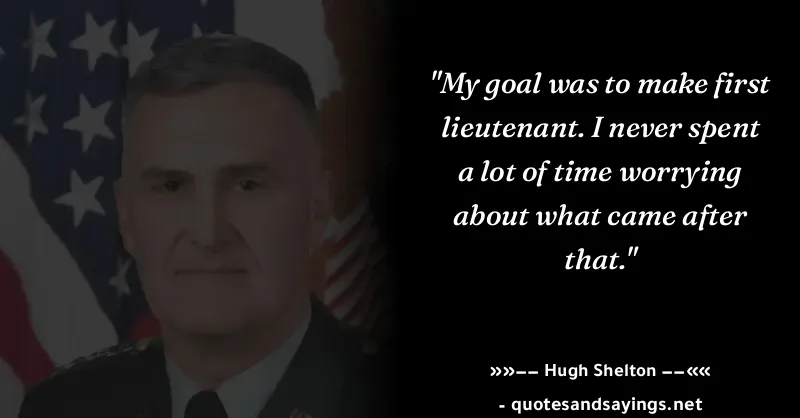 "My goal was to make first
lieutenant. I never spent
a lot of time worrying
about what came after
that."
»»–– Hugh Shelton ––««
- quotesandsayings.net